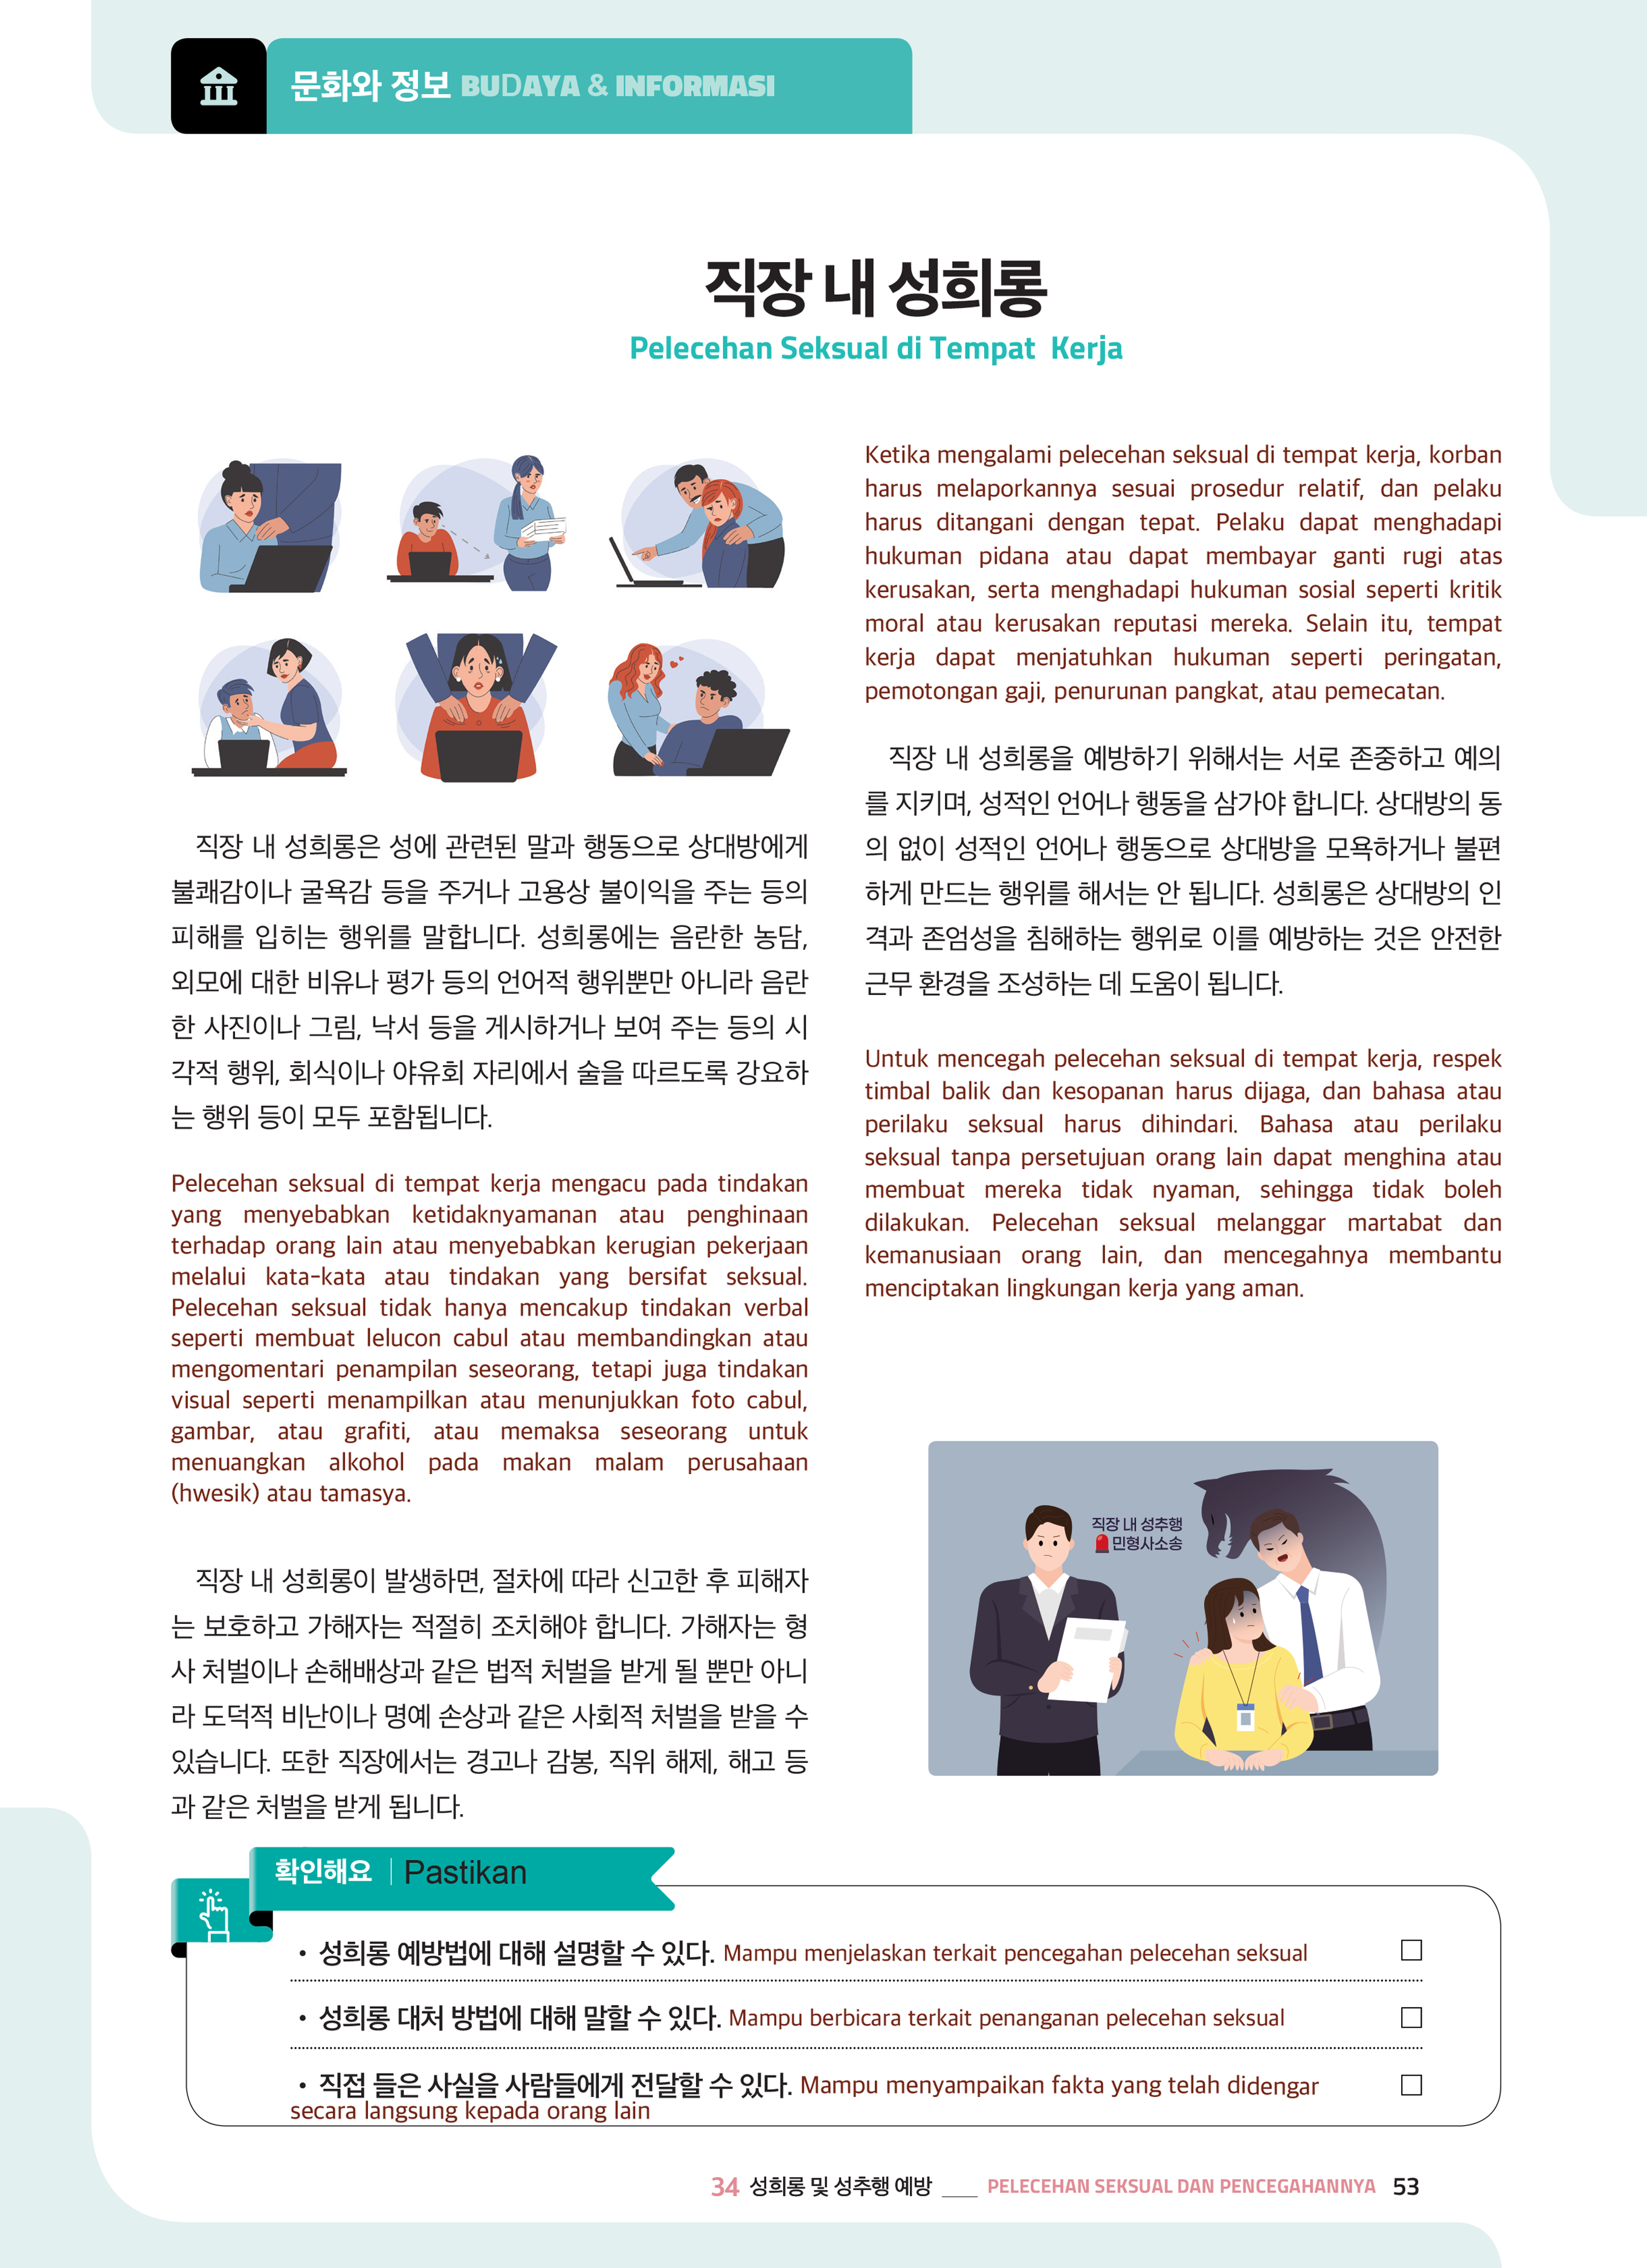 문화와 정보 BUDAYA & INFORMASI
직장 내 성희롱
Pelecehan Seksual di Tempat Kerja
직장 내 성희롱은 성에 관련된 말과 행동으로 상대방에게
불쾌감이나 굴욕감 등을 주거나 고용상 불이익을 주는 등의
피해를 입히는 행위를 말합니다. 성희롱에는 음란한 농담,
외모에 대한 비유나 평가 등의 언어적 행위뿐만 아니라 음란
한 사진이나 그림, 낙서 등을 게시하거나 보여 주는 등의 시
각적 행위, 회식이나 야유회 자리에서 술을 따르도록 강요하
는 행위 등이 모두 포함됩니다.
Pelecehan seksual di tempat kerja mengacu pada tindakan
yang menyebabkan ketidaknyamanan atau penghinaan
terhadap orang lain atau menyebabkan kerugian pekerjaan
melalui kata-kata atau tindakan yang bersifat seksual.
Pelecehan seksual tidak hanya mencakup tindakan verbal
seperti membuat lelucon cabul atau membandingkan atau
mengomentari penampilan seseorang, tetapi juga tindakan
visual seperti menampilkan atau menunjukkan foto cabul,
gambar, atau grafiti, atau memaksa seseorang untuk
menuangkan alkohol pada makan malam perusahaan
(hwesik) atau tamasya.
직장 내 성희롱이 발생하면, 절차에 따라 신고한 후 피해자
는 보호하고 가해자는 적절히 조치해야 합니다. 가해자는 형
사 처벌이나 손해배상과 같은 법적 처벌을 받게 될 뿐만 아니
라 도덕적 비난이나 명예 손상과 같은 사회적 처벌을 받을 수
있습니다. 또한 직장에서는 경고나 감봉, 직위 해제, 해고 등
과 같은 처벌을 받게 됩니다.
Ketika mengalami pelecehan seksual di tempat kerja, korban
harus melaporkannya sesuai prosedur relatif, dan pelaku
harus ditangani dengan tepat. Pelaku dapat menghadapi
hukuman pidana atau dapat membayar ganti rugi atas
kerusakan, serta menghadapi hukuman sosial seperti kritik
moral atau kerusakan reputasi mereka. Selain itu, tempat
kerja dapat menjatuhkan hukuman seperti peringatan,
pemotongan gaji, penurunan pangkat, atau pemecatan.
직장 내 성희롱을 예방하기 위해서는 서로 존중하고 예의
를 지키며, 성적인 언어나 행동을 삼가야 합니다. 상대방의 동
의 없이 성적인 언어나 행동으로 상대방을 모욕하거나 불편
하게 만드는 행위를 해서는 안 됩니다. 성희롱은 상대방의 인
격과 존엄성을 침해하는 행위로 이를 예방하는 것은 안전한
근무 환경을 조성하는 데 도움이 됩니다.
Untuk mencegah pelecehan seksual di tempat kerja, respek
timbal balik dan kesopanan harus dijaga, dan bahasa atau
perilaku seksual harus dihindari. Bahasa atau perilaku
seksual tanpa persetujuan orang lain dapat menghina atau
membuat mereka tidak nyaman, sehingga tidak boleh
dilakukan. Pelecehan seksual melanggar martabat dan
kemanusiaan orang lain, dan mencegahnya membantu
menciptakan lingkungan kerja yang aman.
직장 내 성추행
민형사소송
확인해요 | Pastikan
• 성희롱 예방법에 대해 설명할 수 있다. Mampu menjelaskan terkait pencegahan pelecehan seksual □
• 성희롱 대처 방법에 대해 말할 수 있다. Mampu berbicara terkait penanganan pelecehan seksual □
• 직접 들은 사실을 사람들에게 전달할 수 있다. Mampu menyampaikan fakta yang telah didengar □
secara langsung kepada orang lain
34 성희롱 및 성추행 예방 ___ PELECEHAN SEKSUAL DAN PENCEGAHANNYA 53